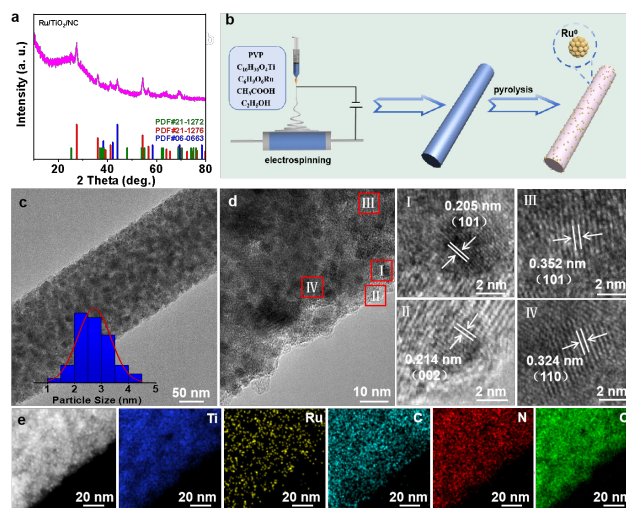 a
Ru/TiO2/NC
Intensity (a. u.)
PDF#21-1272
PDF#21-1276
PDF#06-0663
40
60
80
2 Theta (deg.)
b
PVP
C16H36O4Ti
CH3COOH
C2H5OH
electrospinning
pyrolysis
Ru0
c
1
2
3
4
5
Particle Size (nm)
50 nm
d
III
I
II
IV
10 nm
I
0.205 nm
(101)
2 nm
III
0.352 nm
(101)
2 nm
II
0.214 nm
(002)
2 nm
IV
0.324 nm
(110)
2 nm
e
20 nm
Ti
20 nm
Ru
20 nm
C
20 nm
N
20 nm
20 nm